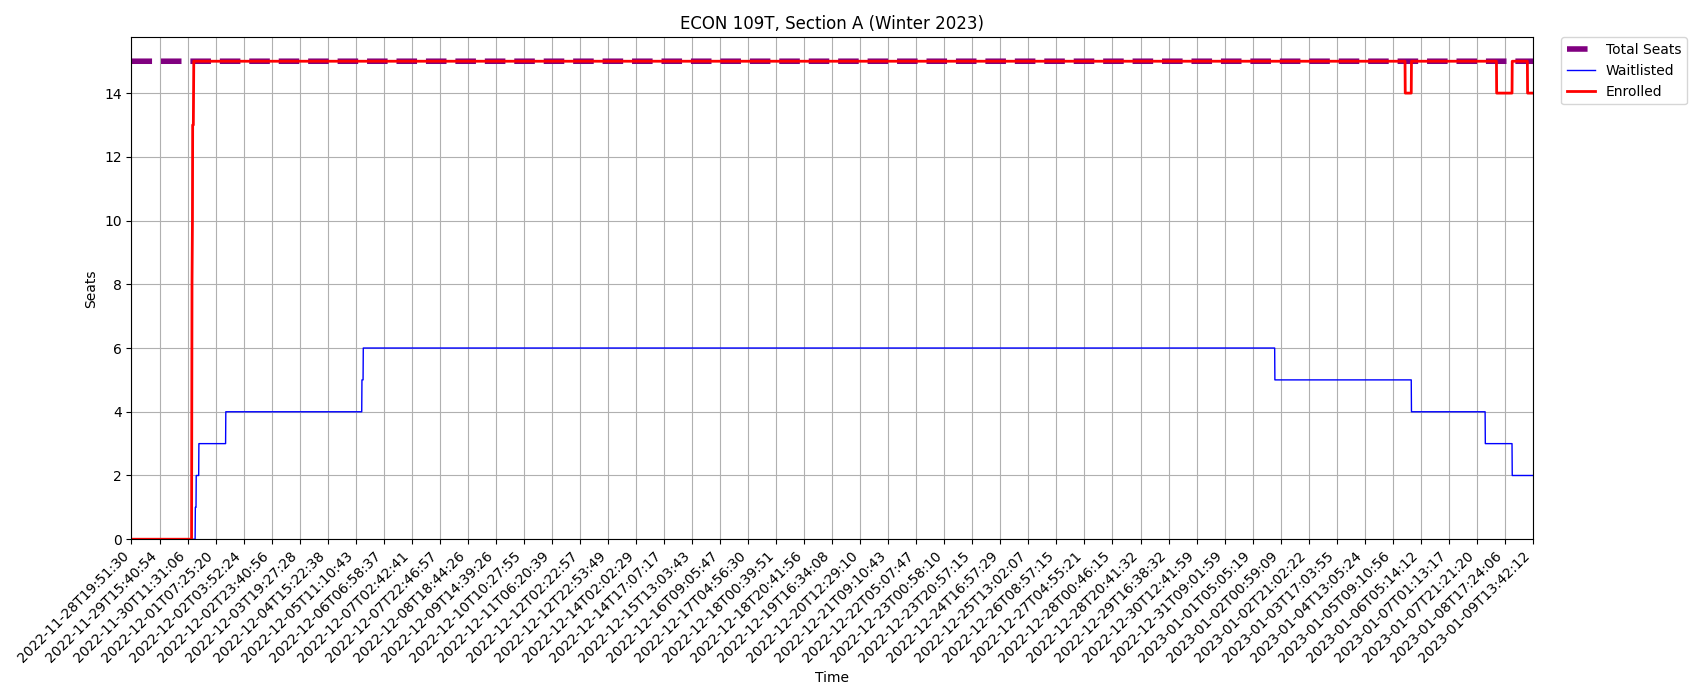 ECON 109T, Section A (Winter 2023)
Total Seats
Waitlisted
Enrolled
14
12
10
8
6
4
2
0
Seats
2022-11-28T19:51:30
2022-11-29T15:40:54
2022-11-30T11:31:06
2022-12-01T07:25:20
2022-12-02T03:52:24
2022-12-02T23:40:56
2022-12-03T19:27:28
2022-12-04T15:22:38
2022-12-05T11:10:43
2022-12-06T06:58:37
2022-12-07T02:42:41
2022-12-07T22:46:57
2022-12-08T18:44:26
2022-12-09T14:39:26
2022-12-10T10:27:55
2022-12-11T06:20:39
2022-12-12T02:22:57
2022-12-12T22:53:49
2022-12-14T02:02:29
2022-12-14T17:07:17
2022-12-15T13:03:43
2022-12-16T09:05:47
2022-12-17T04:56:30
2022-12-18T00:39:51
2022-12-18T20:41:56
2022-12-19T16:34:08
2022-12-20T12:29:10
2022-12-21T09:10:43
2022-12-22T05:07:47
2022-12-23T00:58:10
2022-12-23T20:57:15
2022-12-24T16:57:29
2022-12-25T13:02:07
2022-12-26T08:57:15
2022-12-27T04:55:21
2022-12-28T00:46:15
2022-12-28T20:41:32
2022-12-29T16:38:32
2022-12-30T12:41:59
2022-12-31T09:01:59
2023-01-01T05:05:19
2023-01-02T00:59:09
2023-01-02T21:02:22
2023-01-03T17:03:55
2023-01-04T13:05:24
2023-01-05T09:10:56
2023-01-06T05:14:12
2023-01-07T01:13:17
2023-01-07T21:21:20
2023-01-08T17:24:06
2023-01-09T13:42:12
Time